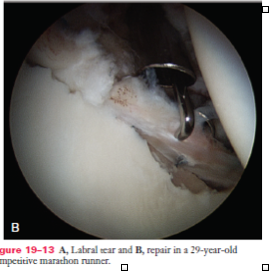 B
gure 19–13 A, Labral tear and B, repair in a 29-year-old
mpetitive marathon runner.